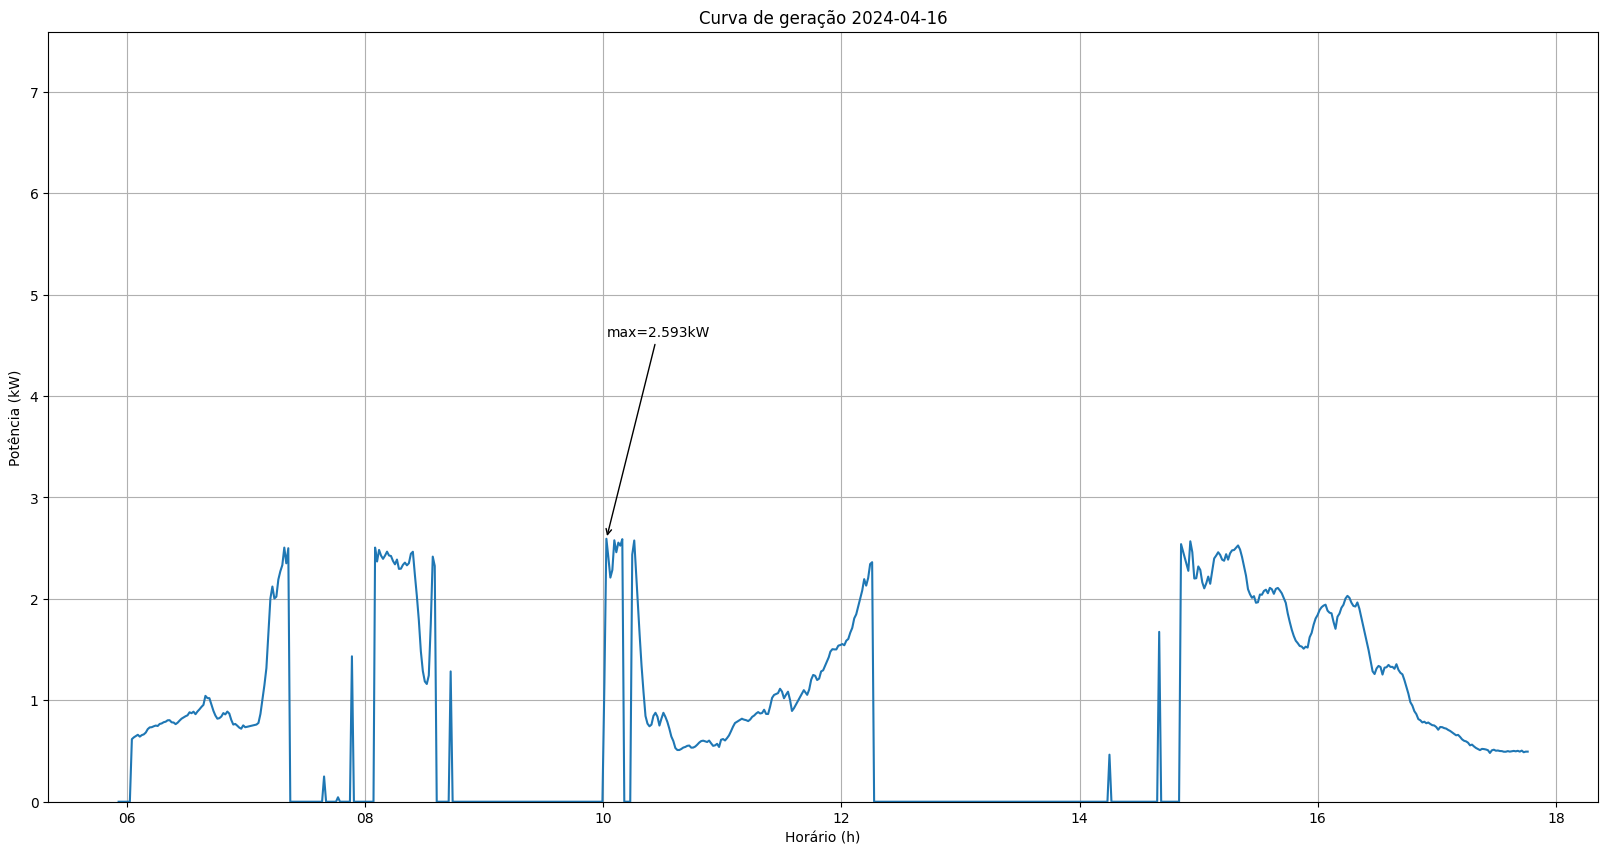 Curva de geração 2024-04-16
7
6
5
4
3
2
1
0
Potência (kW)
max=2.593kW
06 08 10 12 14 16 18
Horário (h)